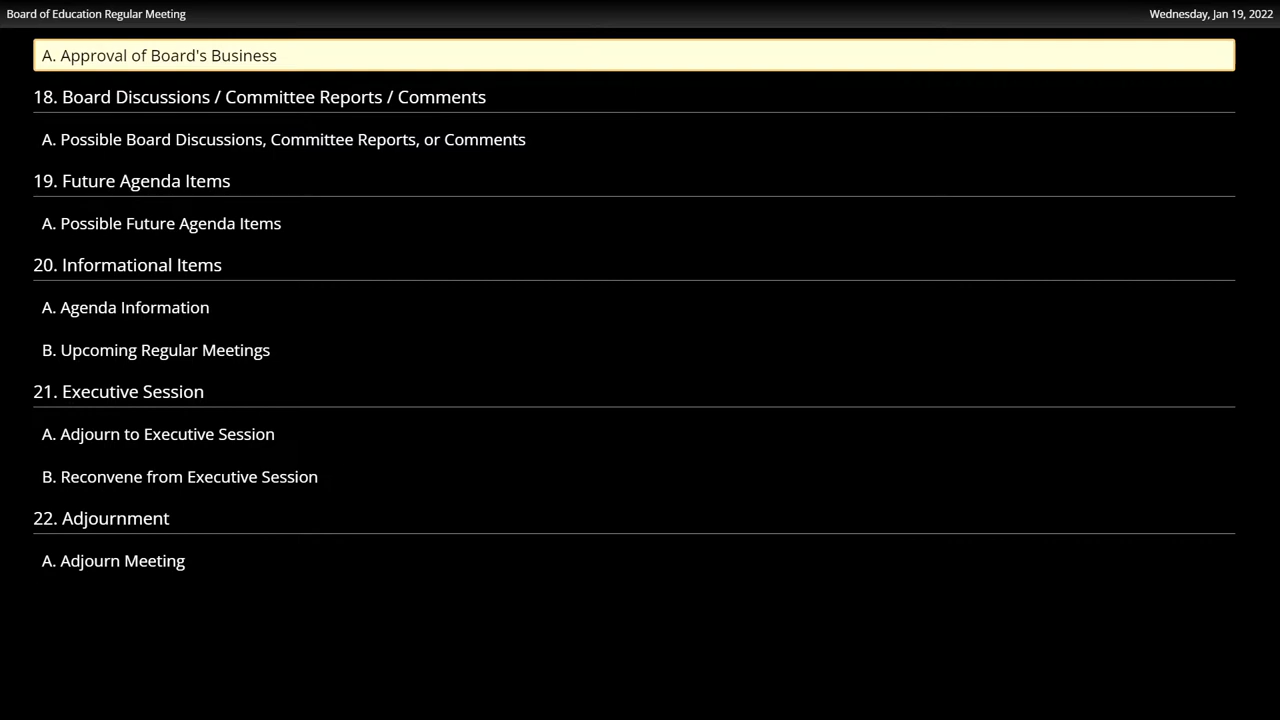 Board of Education Regular Meeting
Wednesday, Jan 19, 2022
A. Approval of Board's Business
18. Board Discussions / Committee Reports / Comments
A. Possible Board Discussions, Committee Reports, or Comments
19. Future Agenda Items
A. Possible Future Agenda Items
20. Informational Items
A. Agenda Information
B. Upcoming Regular Meetings
21. Executive Session
A. Adjourn to Executive Session
B. Reconvene from Executive Session
22. Adjournment
A. Adjourn Meeting